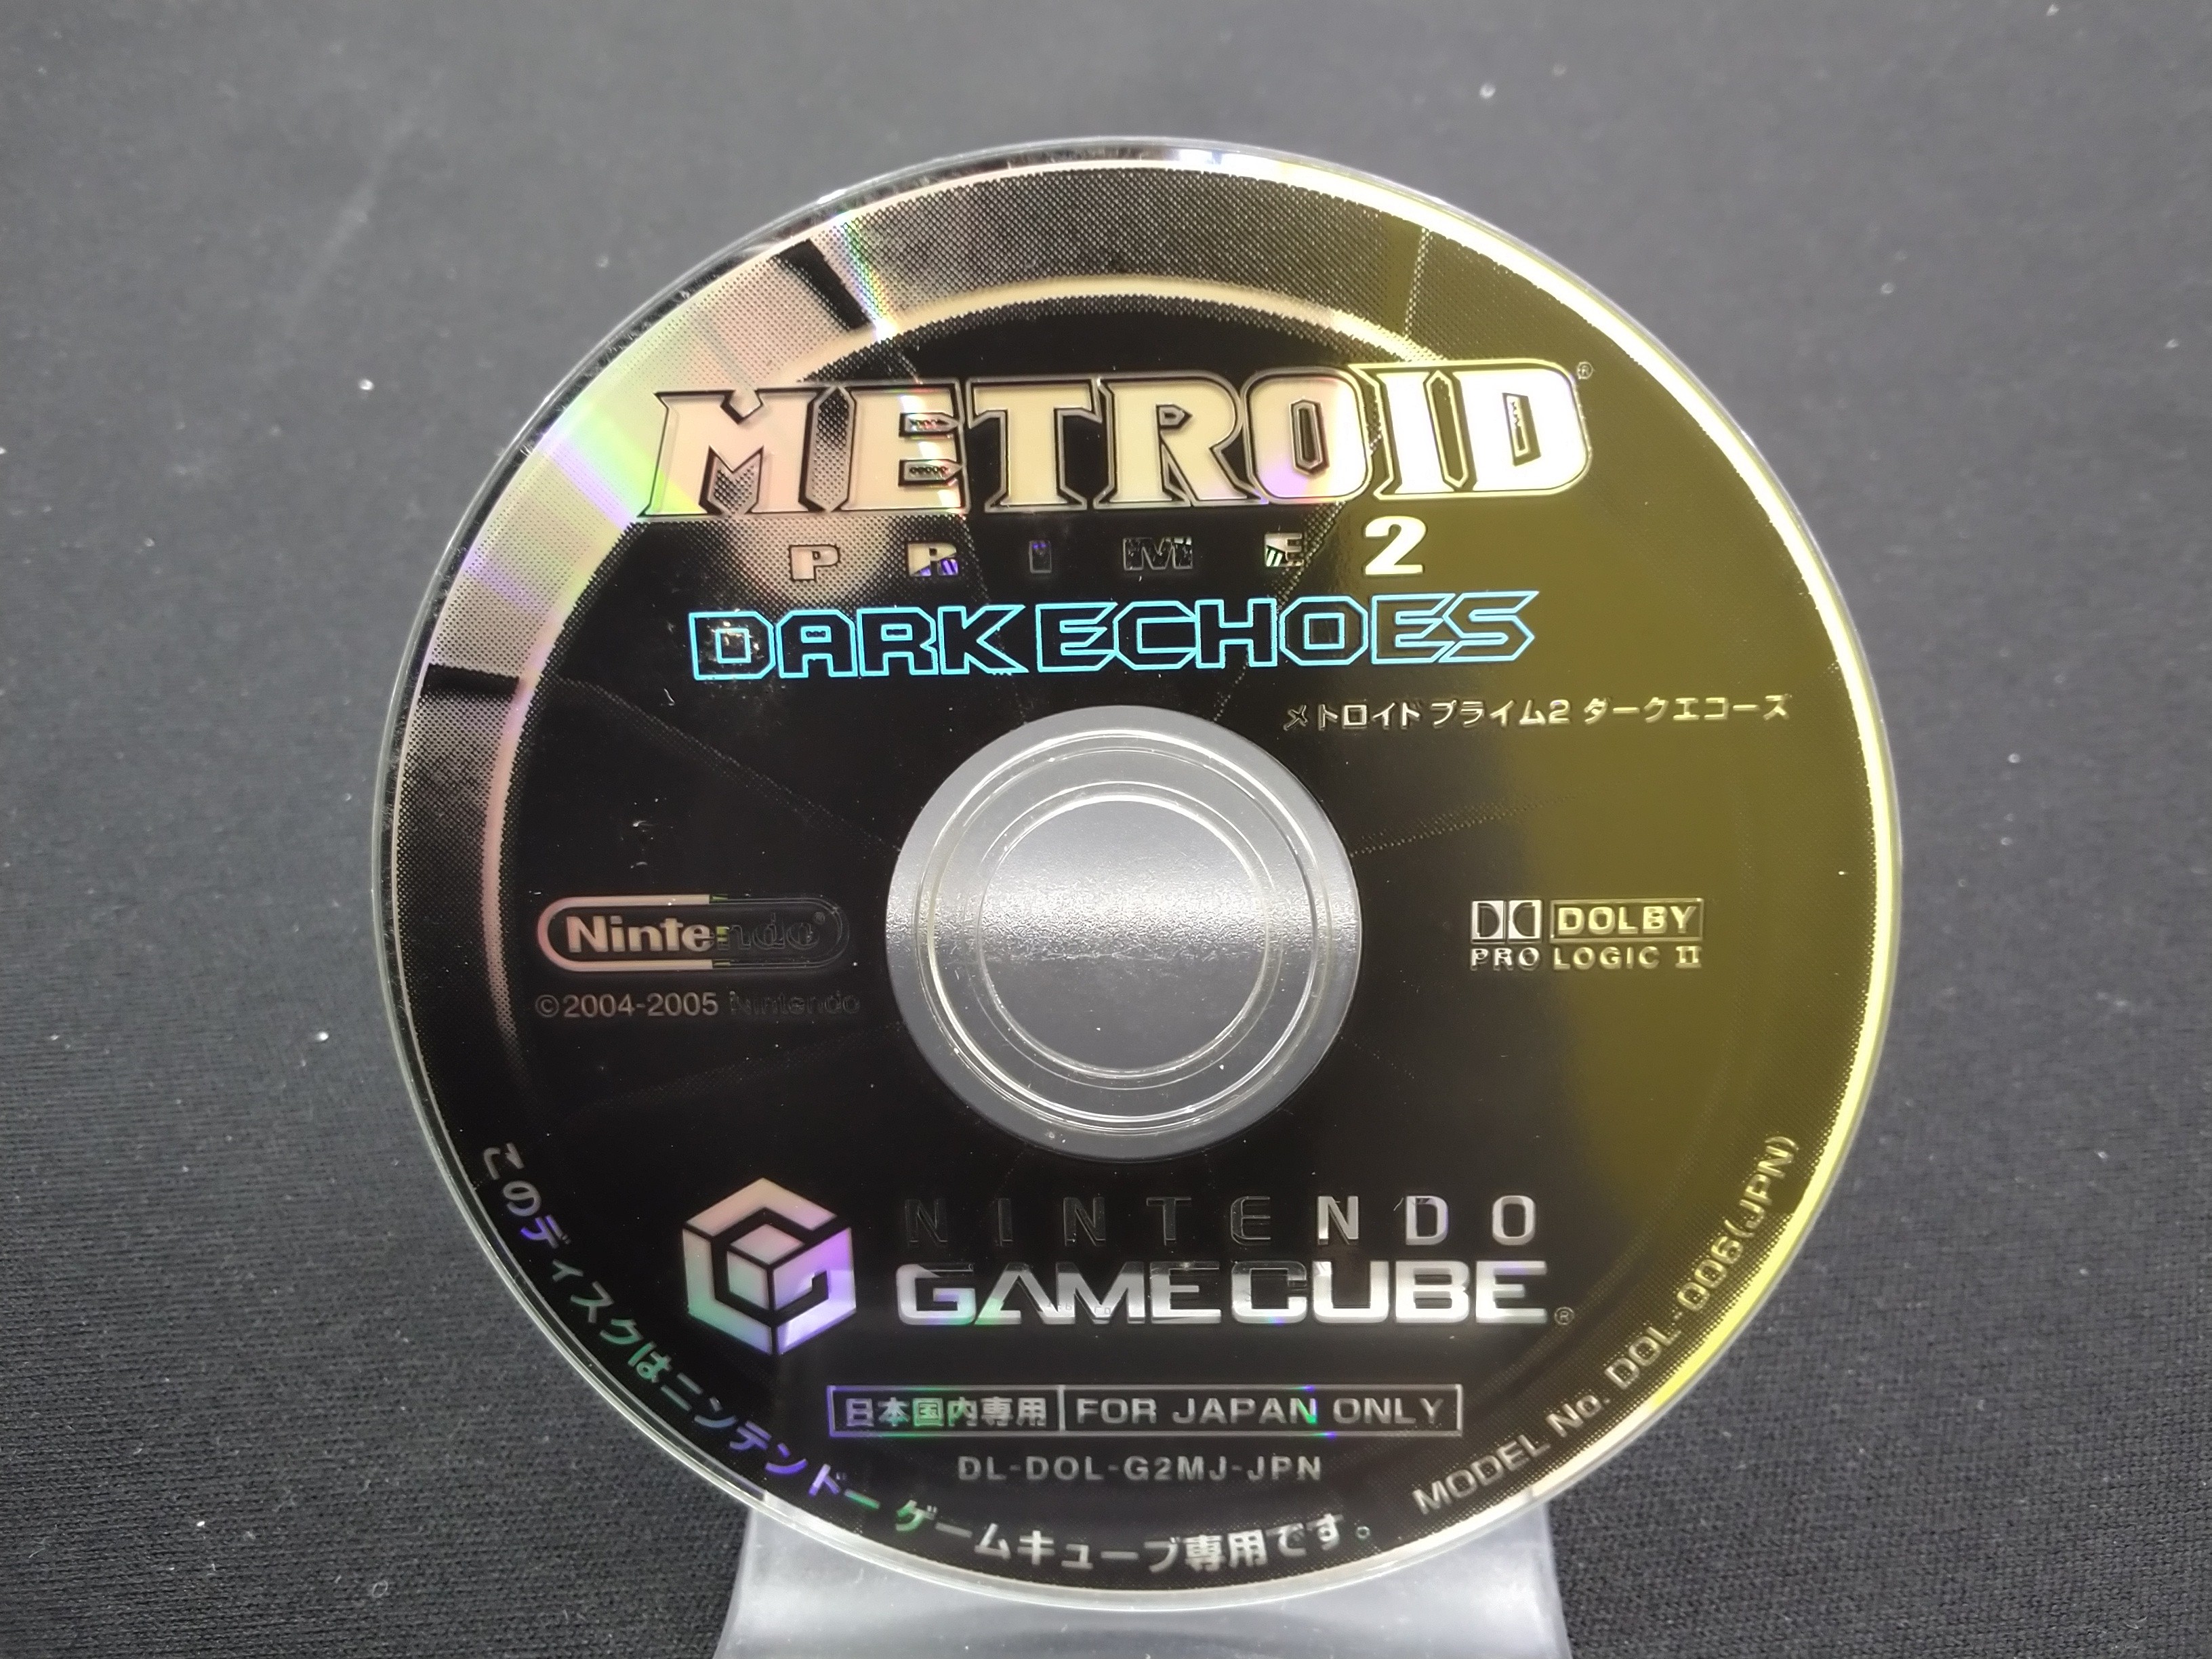 METROID®
PRIME 2
DARK ECHOES
メトロイドプライム2 ダークエコーズ
Nintendo®
©2004-2005 Nintendo
DOLBY
PRO LOGIC II
NINTENDO
GAMECUBE®
日本国内専用 FOR JAPAN ONLY
DL-DOL-G2MJ-JPN
このディスクはニンテンドーゲームキューブ専用です。
MODEL No. DOL-006(JPN)